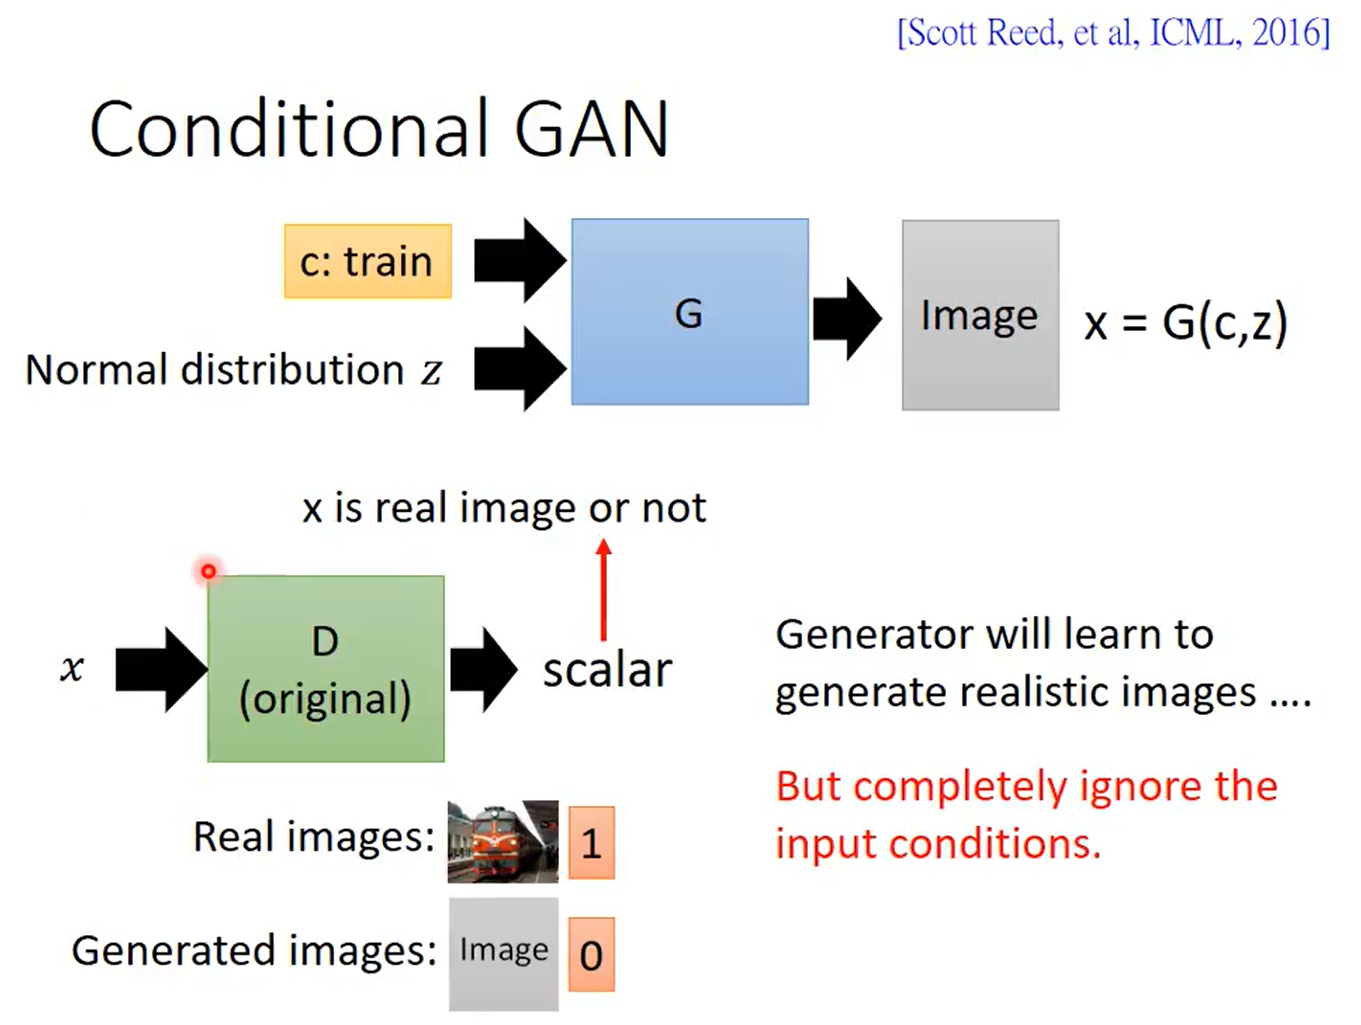 [Scott Reed, et al, ICML, 2016]
Conditional GAN
c: train
Normal distribution z
G
Image
x = G(c,z)
x is real image or not
x
D
(original)
scalar
Generator will learn to
generate realistic images ....
But completely ignore the
input conditions.
Real images:
1
Generated images:
Image
0